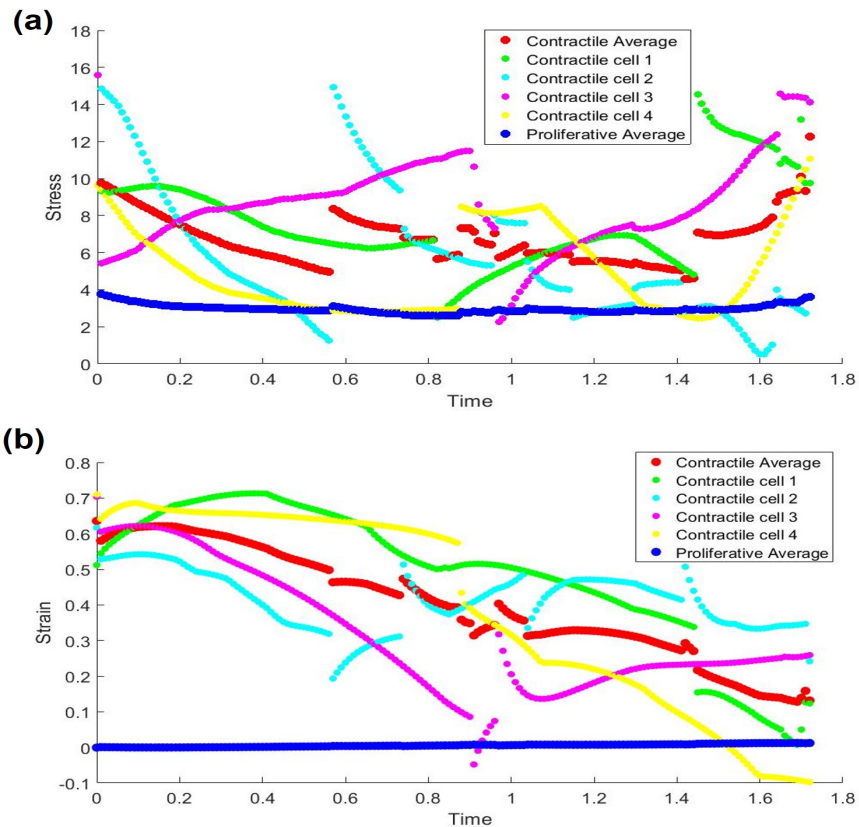 (a)
18
16
14
12
10
8
6
4
2
0
Stress
Contractile Average
Contractile cell 1
Contractile cell 2
Contractile cell 3
Contractile cell 4
Proliferative Average
0 0.2 0.4 0.6 0.8 1 1.2 1.4 1.6 1.8
Time
(b)
0.8
0.7
0.6
0.5
0.4
0.3
0.2
0.1
0
-0.1
Strain
Contractile Average
Contractile cell 1
Contractile cell 2
Contractile cell 3
Contractile cell 4
Proliferative Average
0 0.2 0.4 0.6 0.8 1 1.2 1.4 1.6 1.8
Time